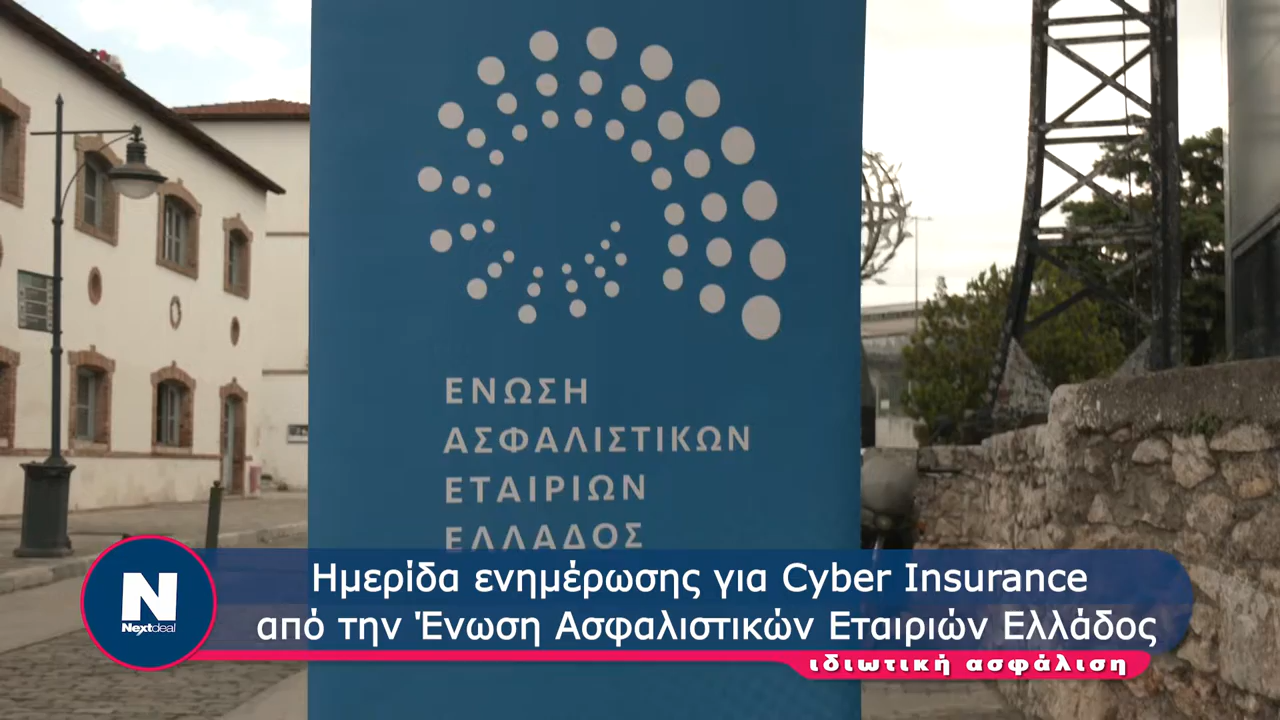 ΕΝΩΣΗ
ΑΣΦΑΛΙΣΤΙΚΩΝ
ΕΤΑΙΡΙΩΝ
ΕΛΛΑΔΟΣ
N
Nextdeal
Ημερίδα ενημέρωσης για Cyber Insurance
από την Ένωση Ασφαλιστικών Εταιριών Ελλάδος
ιδιωτική ασφάλιση